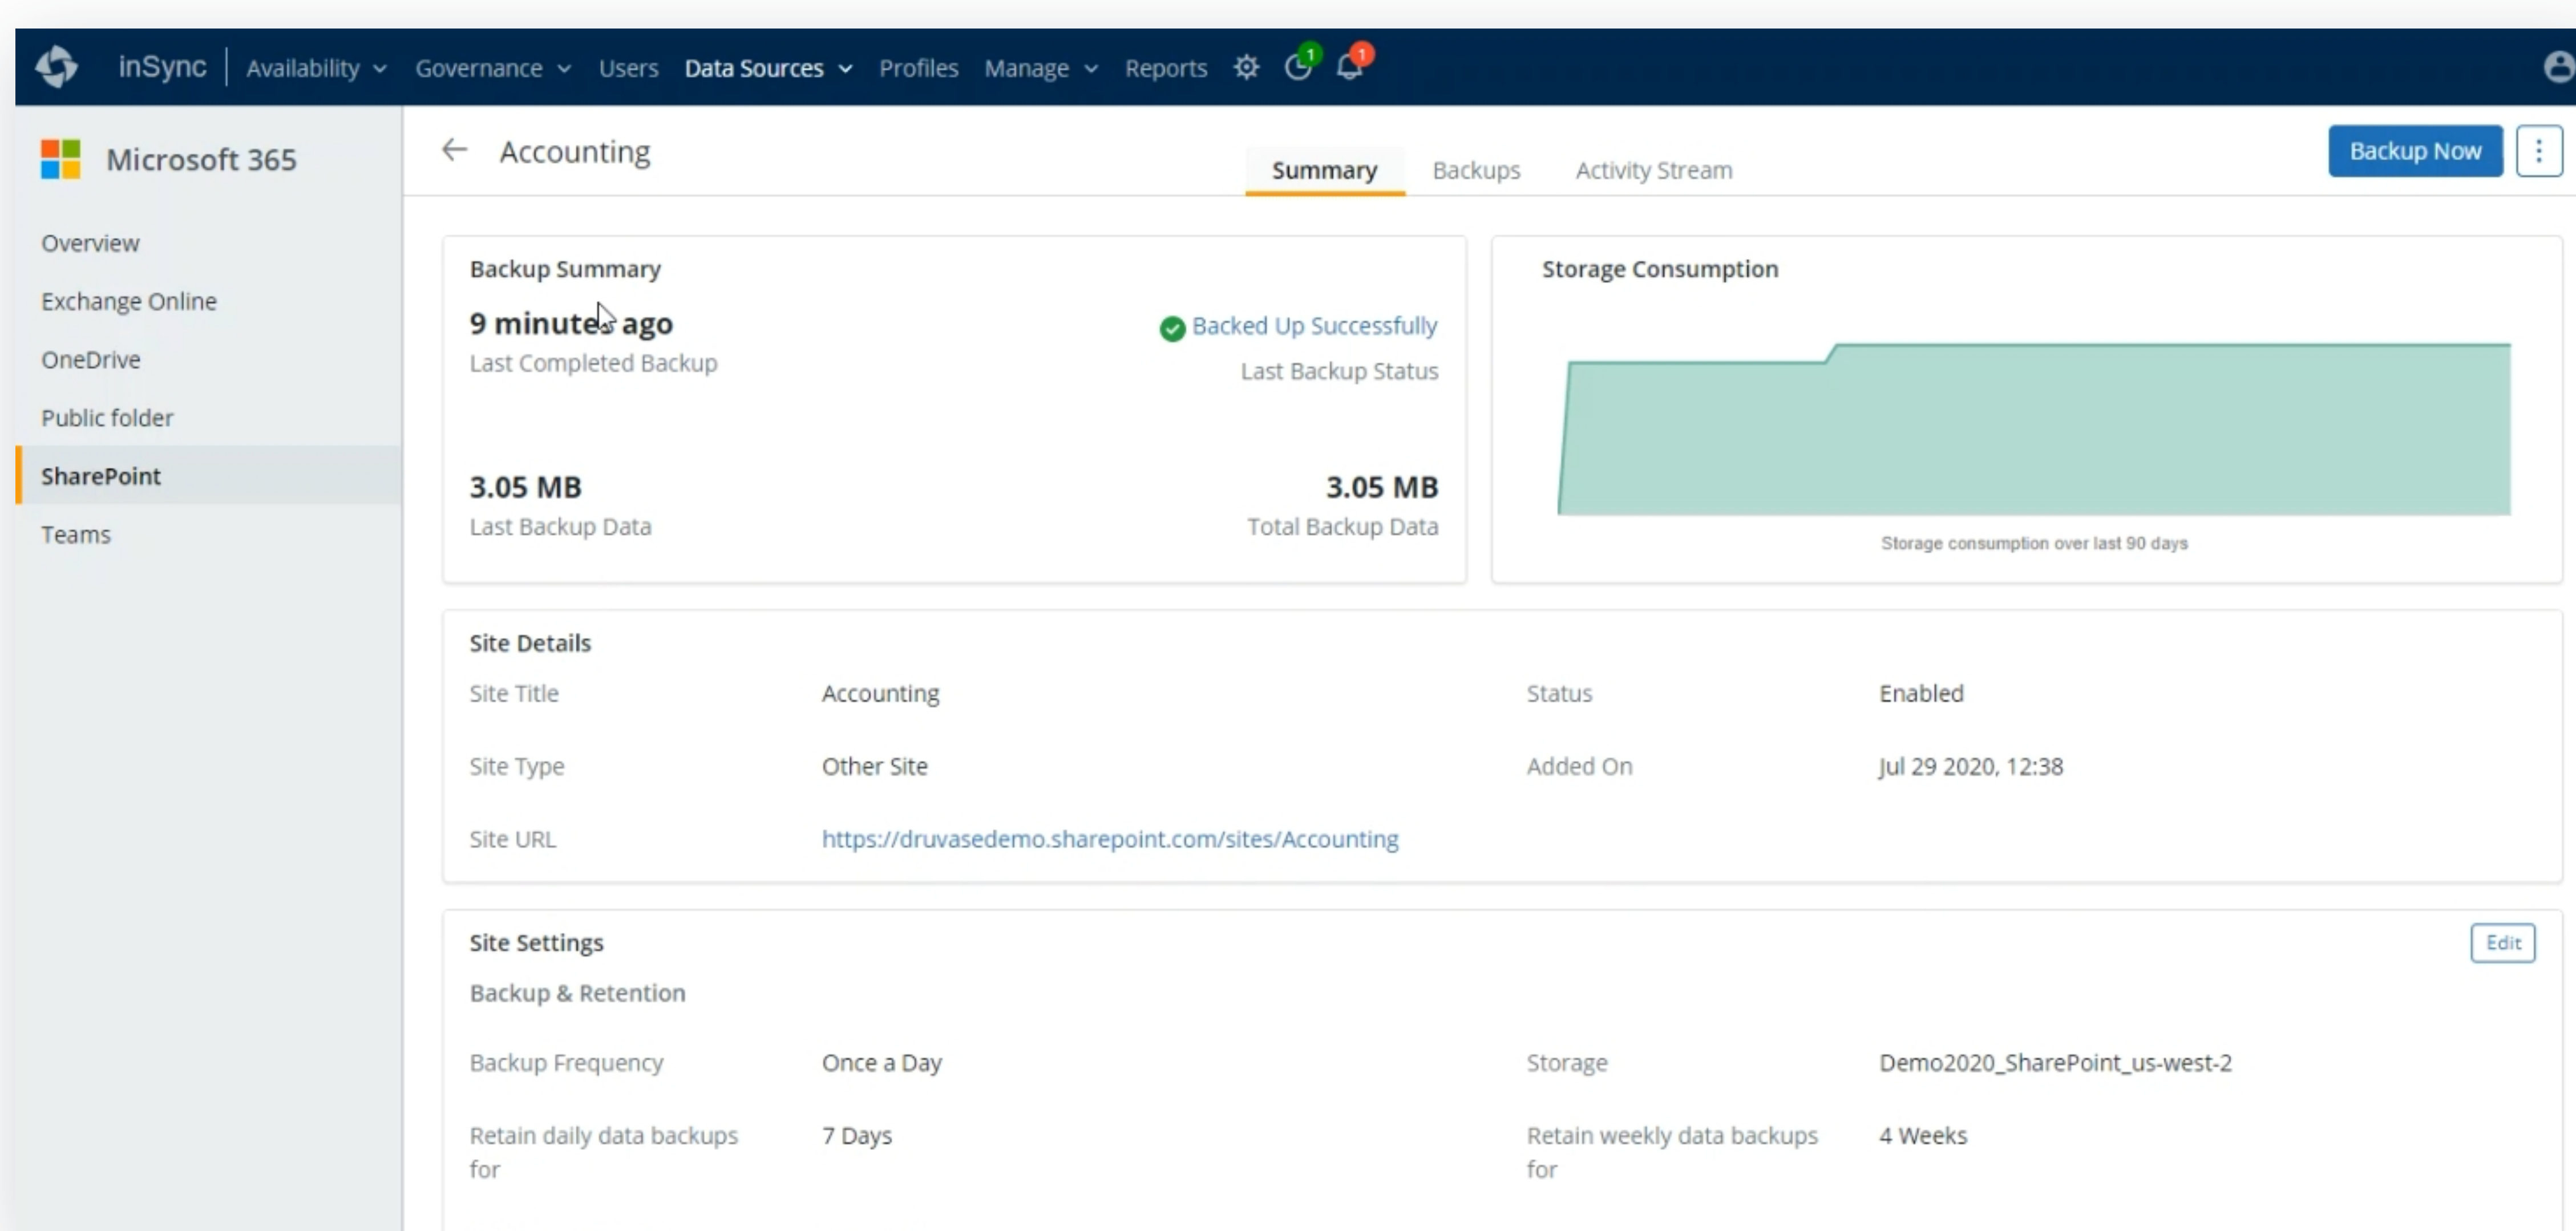 inSync Availability Governance Users Data Sources Profiles Manage Reports 1 1
Microsoft 365
Overview
Exchange Online
OneDrive
Public folder
SharePoint
Teams
Accounting
Summary Backups Activity Stream
Backup Now
Backup Summary
9 minutes ago
Last Completed Backup
Backed Up Successfully
Last Backup Status
3.05 MB
Last Backup Data
3.05 MB
Total Backup Data
Storage Consumption
Storage consumption over last 90 days
Site Details
Site Title Accounting Status Enabled
Site Type Other Site Added On Jul 29 2020, 12:38
Site URL https://druvasedemo.sharepoint.com/sites/Accounting
Site Settings Edit
Backup & Retention
Backup Frequency Once a Day Storage Demo2020_SharePoint_us-west-2
Retain daily data backups
for
7 Days
Retain weekly data backups
for
4 Weeks